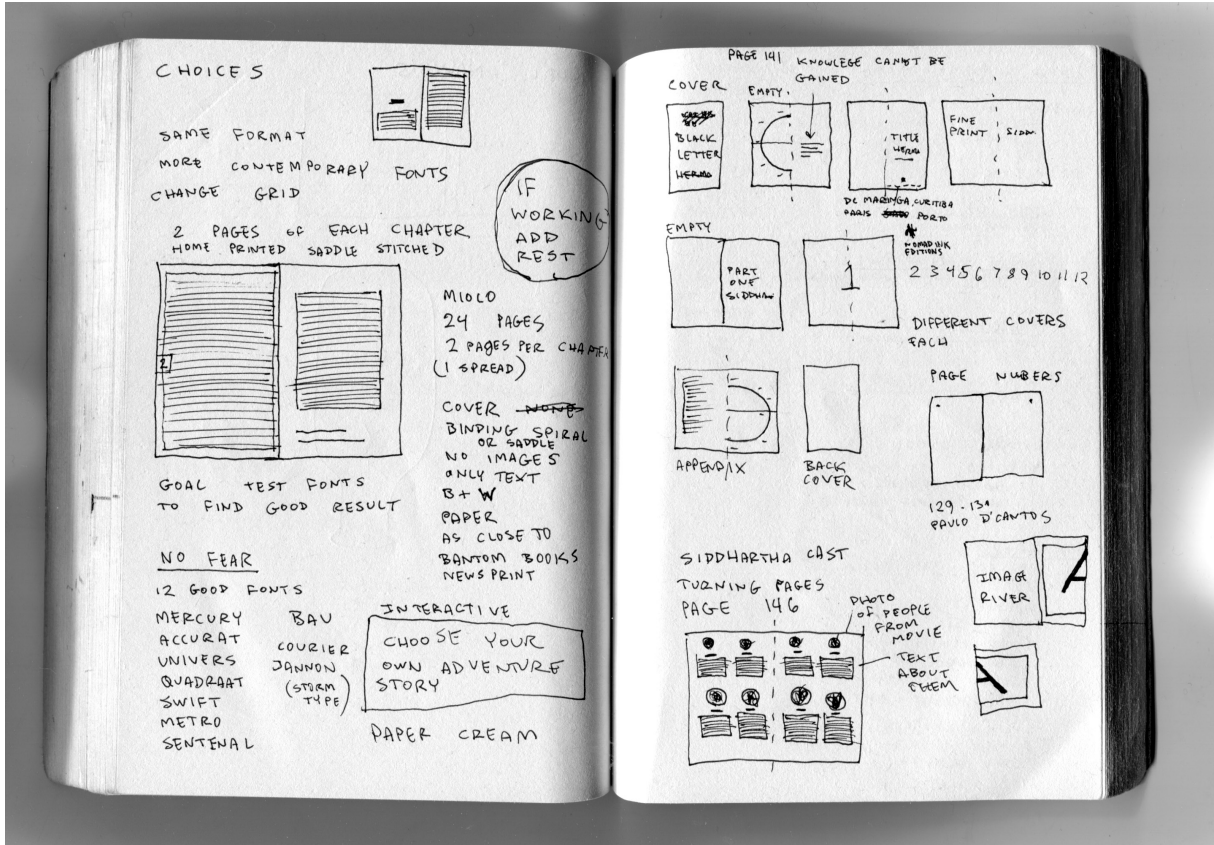 CHOICES
SAME FORMAT
MORE CONTEMPORARY FONTS
CHANGE GRID
IF
WORKING
ADD
REST
2 PAGES OF EACH CHAPTER
HOME PRINTED SADDLE STITCHED
2
MIOLO
24 PAGES
2 PAGES PER CHAPTER
(1 SPREAD)
COVER NONE
BINDING SPIRAL
OR SADDLE
NO IMAGES
ONLY TEXT
B + W
PAPER
AS CLOSE TO
BANTOM BOOKS
NEWS PRINT
GOAL TEST FONTS
TO FIND GOOD RESULT
NO FEAR
12 GOOD FONTS
MERCURY
ACCURAT
UNIVERS
QUADRAAT
SWIFT
METRO
SENTENAL
BAU
COURIER
JANNON
(STORM
TYPE)
INTERACTIVE
CHOOSE YOUR
OWN ADVENTURE
STORY
PAPER CREAM
PAGE 141
KNOWLEGE CANNT BE
GAINED
COVER
BLACK
LETTER
HERMA
EMPTY
TITLE
HERMA
FINE
PRINT
SIDDH
DC MARINGA, CURITIBA
PARIS PORTO
NOMAD INK
EDITIONS
EMPTY
PART
ONE
SIDDHA
1
2 3 4 5 6 7 8 9 10 11 12
DIFFERENT COVERS
EACH
APPENDIX
BACK
COVER
PAGE NUBERS
PAULO D'CANTOS
SIDDHARTHA CAST
TURNING PAGES
PAGE 146
PHOTO
OF PEOPLE
FROM
MOVIE
TEXT
ABOUT
THEM
IMAGE
RIVER
A
A